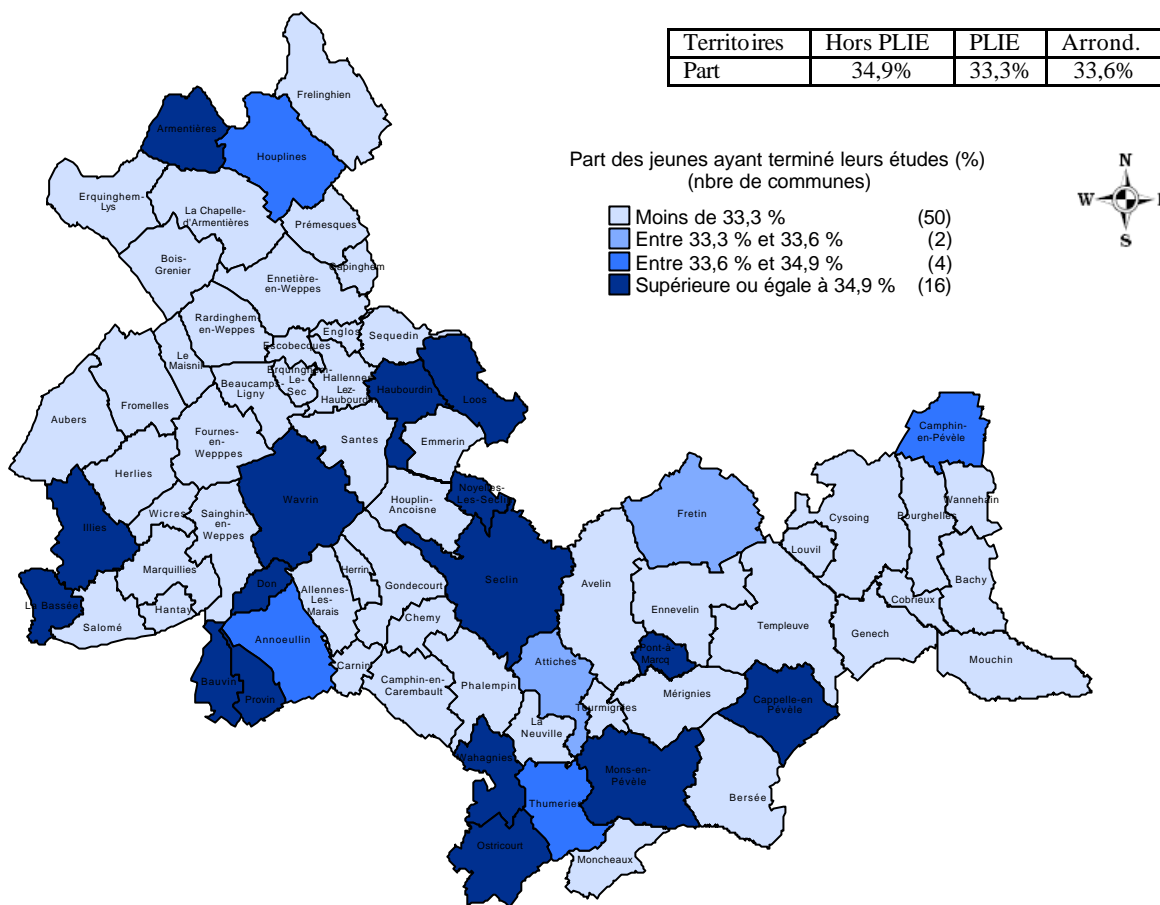 Territoires Hors PLIE PLIE Arrond.
Part 34,9% 33,3% 33,6%
Part des jeunes ayant terminé leurs études (%)
(nbre de communes)
Moins de 33,3 % (50)
Entre 33,3 % et 33,6 % (2)
Entre 33,6 % et 34,9 % (4)
Supérieure ou égale à 34,9 % (16)
N
W
S
Frelinghien
Armentières
Houplines
Erquinghem-
Lys
La Chapelle-
d'Armentières
Prémesques
Bois-
Grenier
Capinghem
Ennetière-
en-Weppes
Rardinghem-
en-Weppes
Englos
Sequedin
Escobecques
Le
Maisnil
Erquinghem-
Le-
Sec
Hallennes-
Lez-
Haubourdin
Haubourdin
Loos
Beaucamps-
Ligny
Fromelles
Aubers
Fournes-
en-
Wepppes
Santes
Emmerin
Camphin-
en-Pévèle
Herlies
Wavrin
Noyelles-
Les-Seclin
Houplin-
Ancoisne
Illies
Wicres
Sainghin-
en-
Weppes
Fretin
Cysoing
Bourghelles
Wannehain
Louvil
Marquillies
Don
Herrin
Allennes-
Les-
Marais
Gondecourt
Seclin
Avelin
Bachy
La Bassée
Hantay
Salomé
Chemy
Ennevelin
Cobrieux
Templeuve
Genech
Annoeullin
Carnin
Pont-à-
Marcq
Attiches
Mouchin
Bauvin
Provin
Camphin-en-
Carembault
Phalempin
Mérignies
Tourmignies
Cappelle-en
Pévèle
La
Neuville
Wahagnies
Mons-en-
Pévèle
Bersée
Thumeries
Ostricourt
Moncheaux